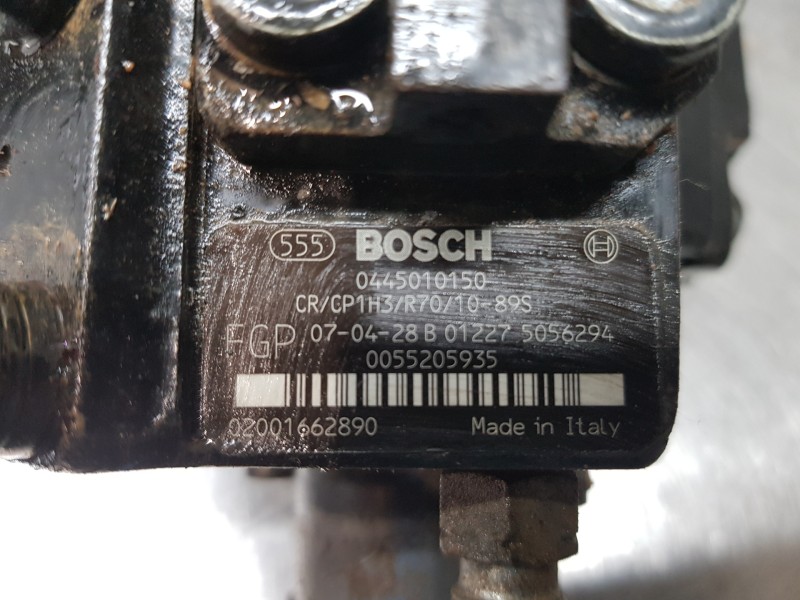 555 BOSCH
0445010150
CR/CP1H3/R70/10-89S
FGP 07-04-28 B 01227 5056294
0055205935
02001662890 Made in Italy